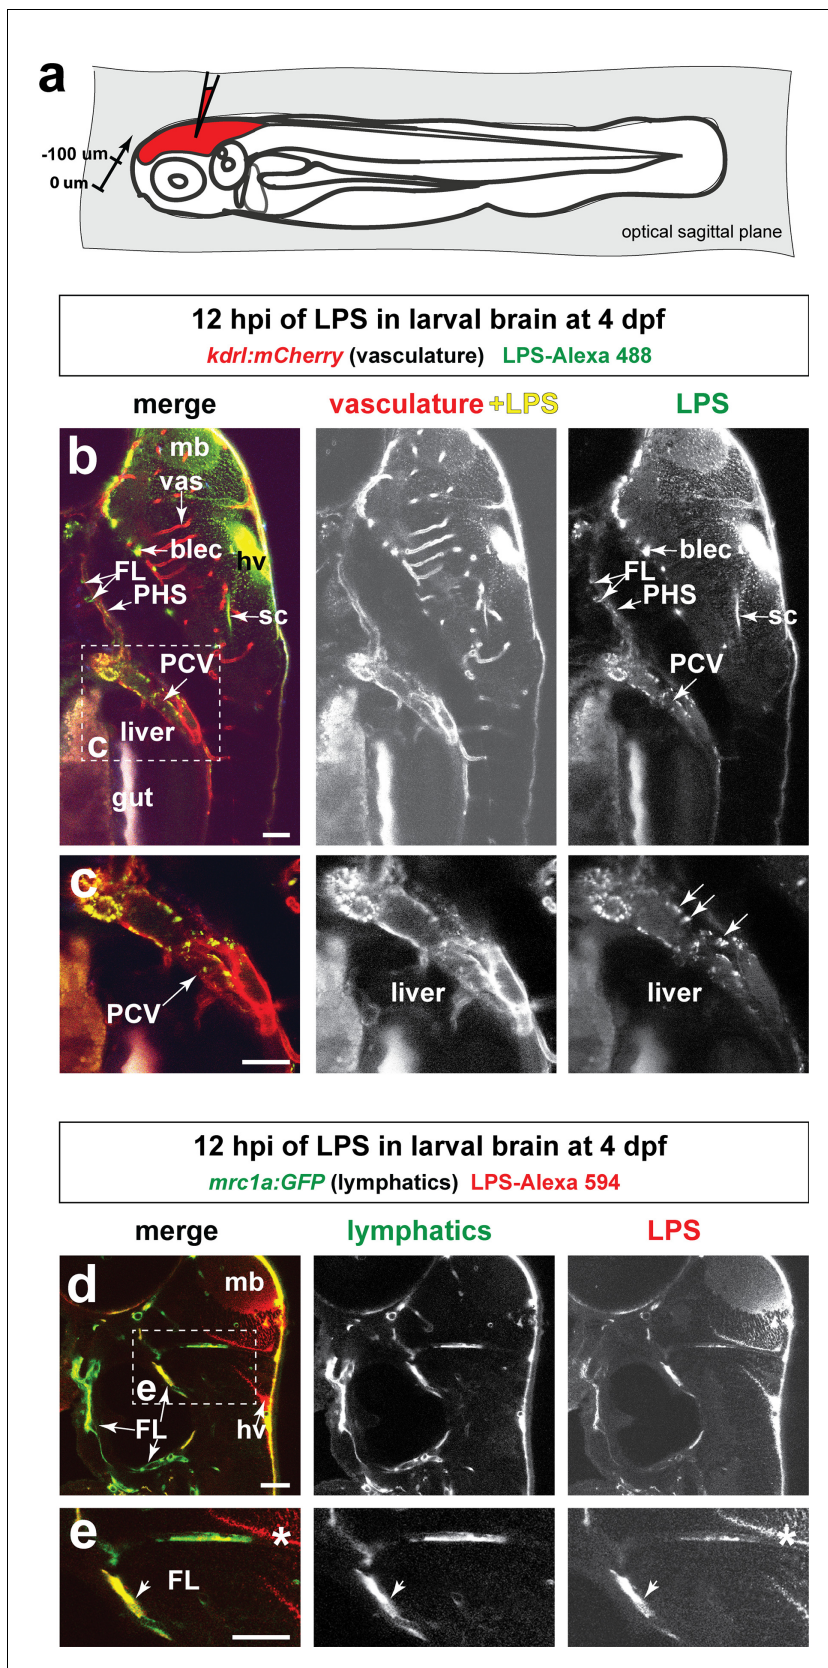 a
-100 um
0 um
optical sagittal plane
12 hpi of LPS in larval brain at 4 dpf
kdrl:mCherry (vasculature) LPS-Alexa 488
merge
vasculature +LPS
LPS
b
mb
vas
blec
hv
FL
PHS
sc
PCV
liver
c
gut
blec
FL
PHS
sc
PCV
c
PCV
liver
liver
12 hpi of LPS in larval brain at 4 dpf
mrc1a:GFP (lymphatics) LPS-Alexa 594
merge
lymphatics
LPS
d
mb
e
FL
hv
e
*
FL
*